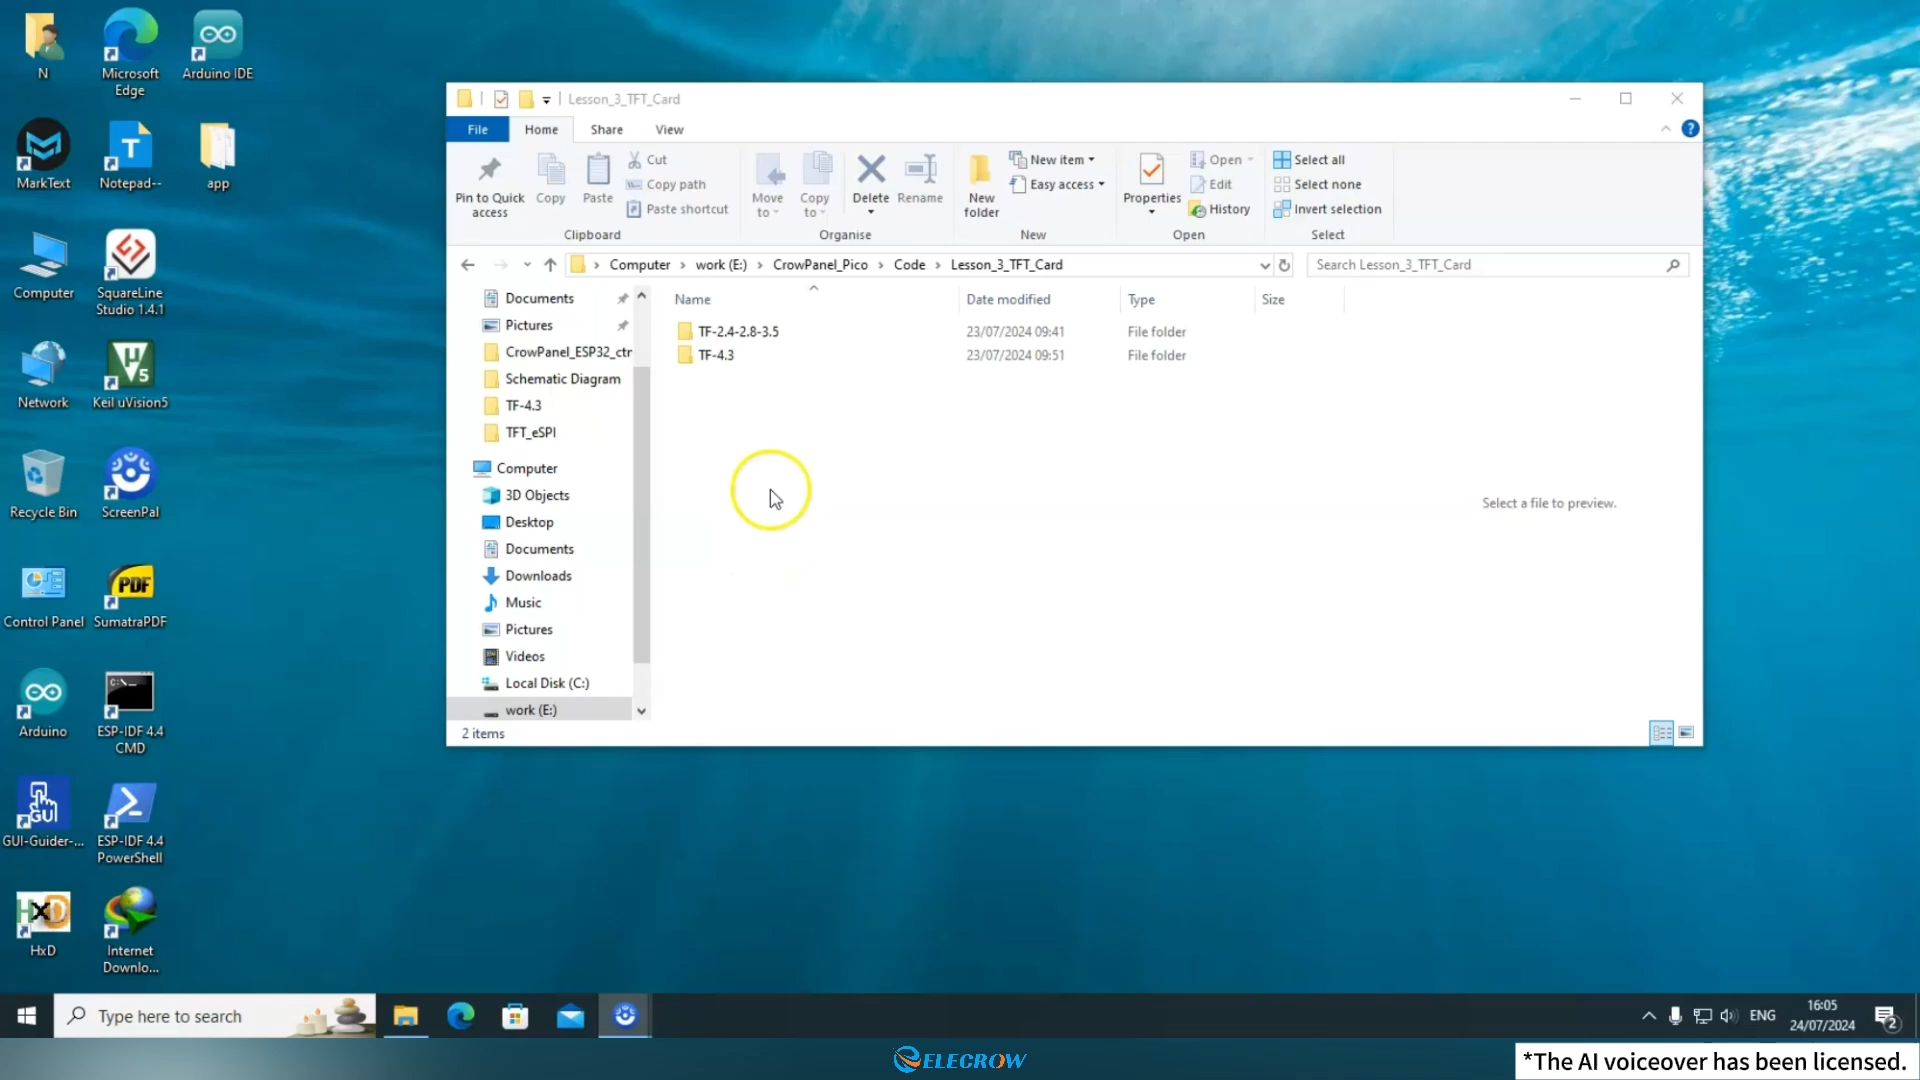 N
Microsoft
Edge
Arduino IDE
MarkText
Notepad--
app
Computer
SquareLine
Studio 1.4.1
Network
Keil uVision5
Recycle Bin
ScreenPal
Control Panel
PDF
SumatraPDF
Arduino
C:\._
ESP-IDF 4.4
CMD
GUI
GUI-Guider-...
ESP-IDF 4.4
PowerShell
HxD
HxD
Internet
Downlo...
Lesson_3_TFT_Card
File
Home
Share
View
Pin to Quick
access
Copy
Paste
Cut
Copy path
Paste shortcut
Clipboard
Move
to
Copy
to
Delete
Rename
Organise
New
folder
New item
Easy access
New
Properties
Open
Edit
History
Open
Select all
Select none
Invert selection
Select
Computer > work (E:) > CrowPanel_Pico > Code > Lesson_3_TFT_Card
Search Lesson_3_TFT_Card
Documents
Pictures
CrowPanel_ESP32_ctr
Schematic Diagram
TF-4.3
TFT_eSPI
Computer
3D Objects
Desktop
Documents
Downloads
Music
Pictures
Videos
Local Disk (C:)
work (E:)
Name Date modified Type Size
TF-2.4-2.8-3.5 23/07/2024 09:41 File folder
TF-4.3 23/07/2024 09:51 File folder
Select a file to preview.
2 items
Type here to search
ENG
16:05
24/07/2024
2
ELECROW
*The AI voiceover has been licensed.